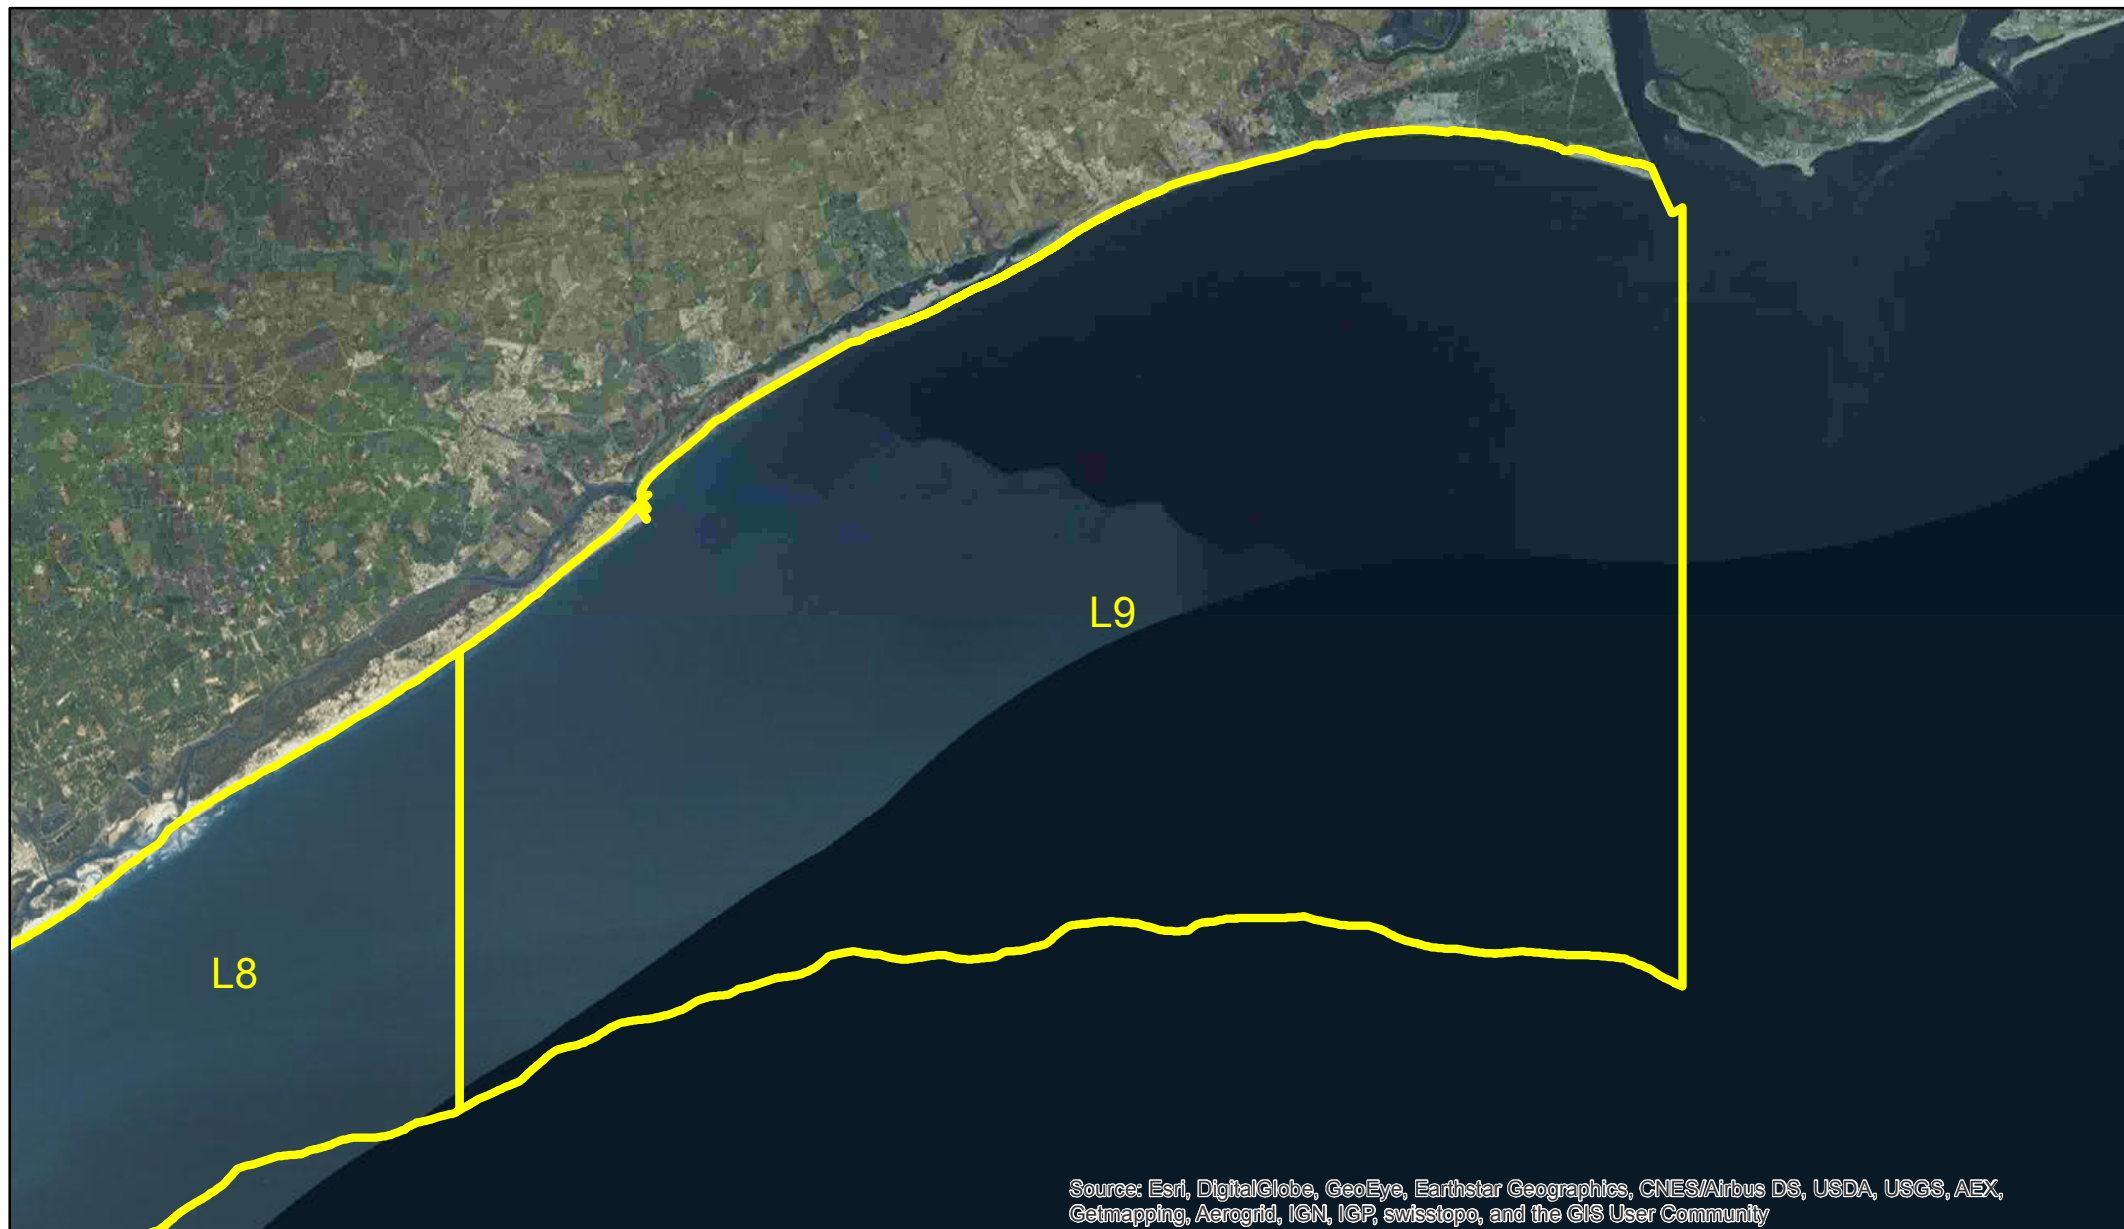 L9
L8
Source: Esri, DigitalGlobe, GeoEye, Earthstar Geographics, CNES/Airbus DS, USDA, USGS, AEX,
Getmapping, Aerogrid, IGN, IGP, swisstopo, and the GIS User Community